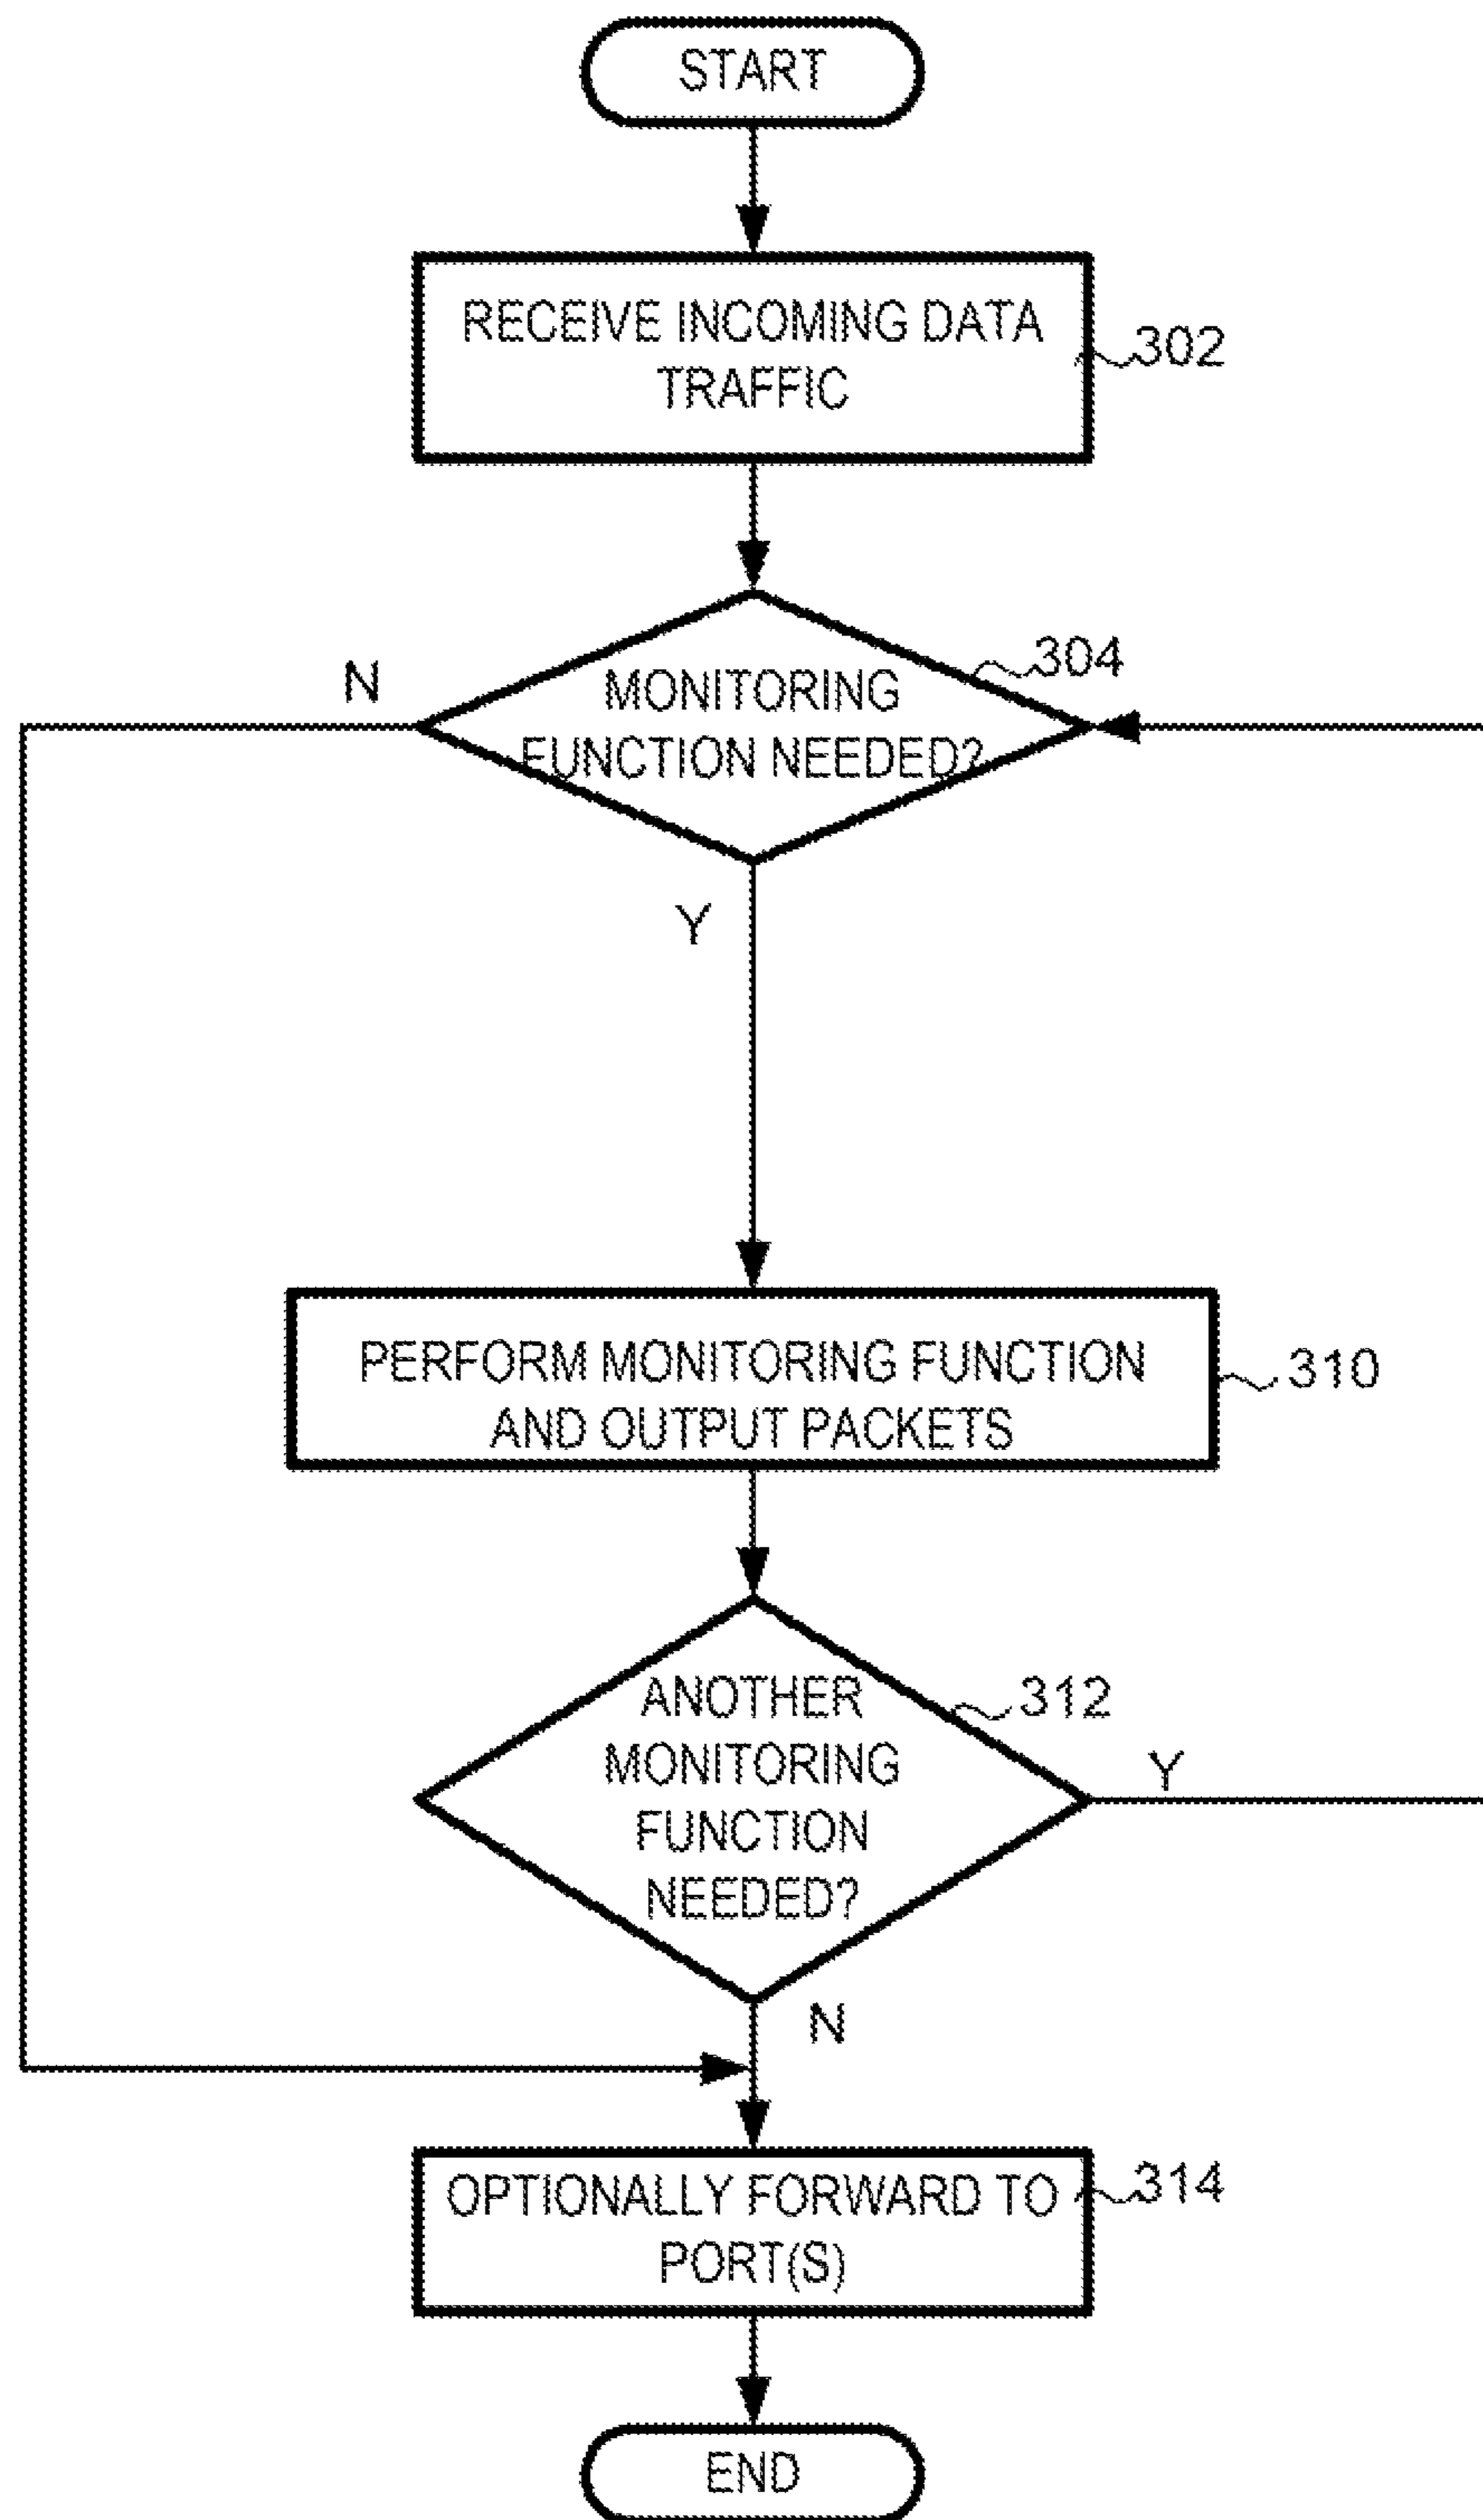 START
RECEIVE INCOMING DATA
TRAFFIC
302
304
N
MONITORING
FUNCTION NEEDED?
Y
PERFORM MONITORING FUNCTION
AND OUTPUT PACKETS
310
ANOTHER
MONITORING
FUNCTION
NEEDED?
312
Y
N
OPTIONALLY FORWARD TO
PORT(S)
314
END